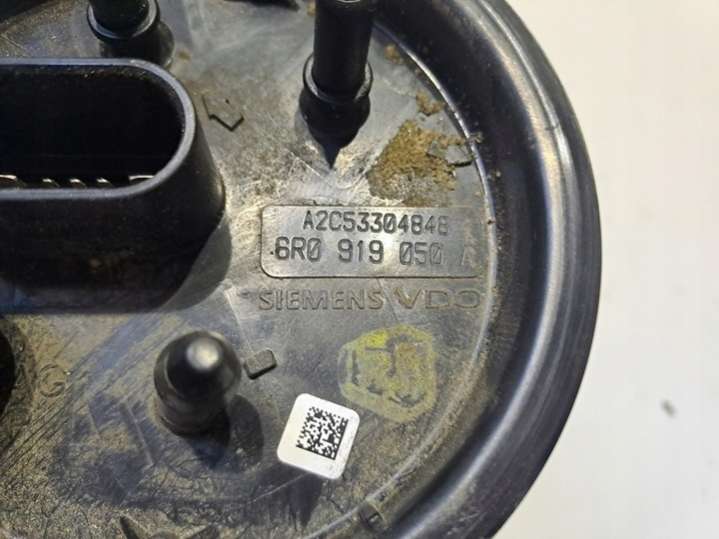 A2C53304848
6R0 919 050 A
SIEMENS VDO